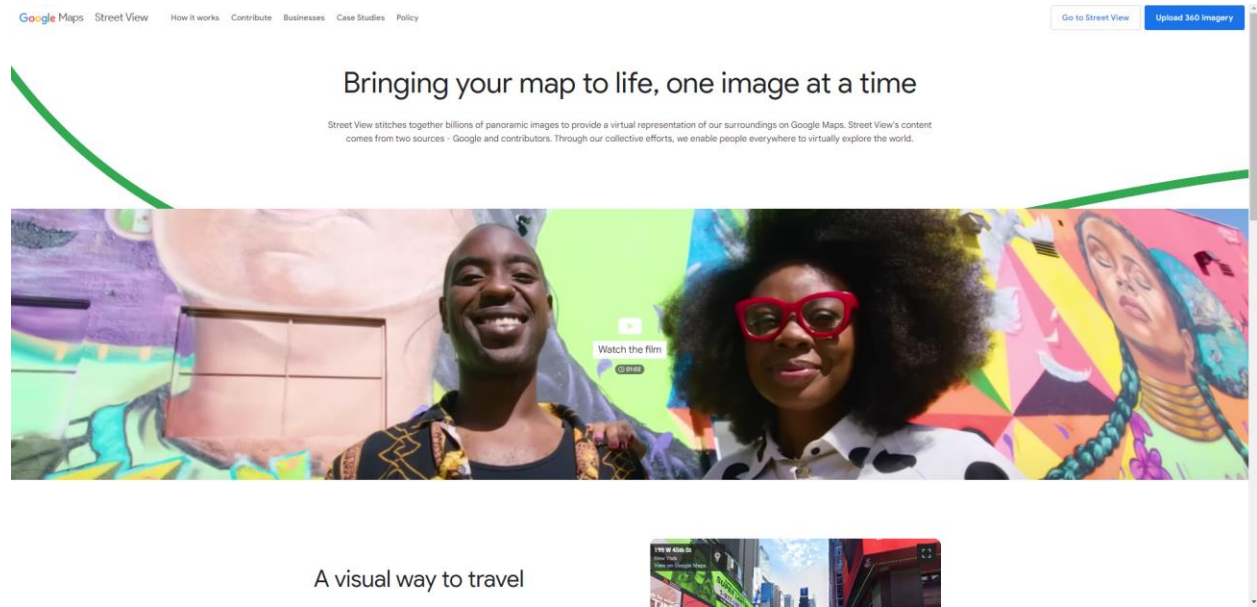 Google Maps Street View How it works Contribute Businesses Case Studies Policy Go to Street View Upload 360 imagery
Bringing your map to life, one image at a time
Street View stitches together billions of panoramic images to provide a virtual representation of our surroundings on Google Maps. Street View's content
comes from two sources - Google and contributors. Through our collective efforts, we enable people everywhere to virtually explore the world.
Watch the film
01:03
A visual way to travel
195 W 45th St
New York
View on Google Maps
SUPER